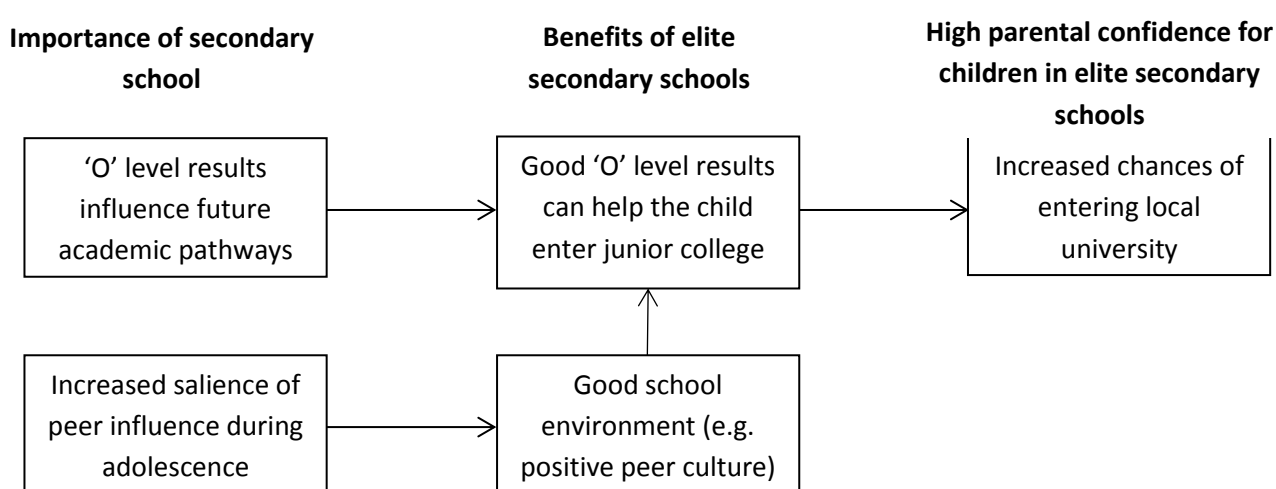 Importance of secondary
school
Benefits of elite
secondary schools
High parental confidence for
children in elite secondary
schools
‘O’ level results
influence future
academic pathways
Good ‘O’ level results
can help the child
enter junior college
Increased chances of
entering local
university
Increased salience of
peer influence during
adolescence
Good school
environment (e.g.
positive peer culture)